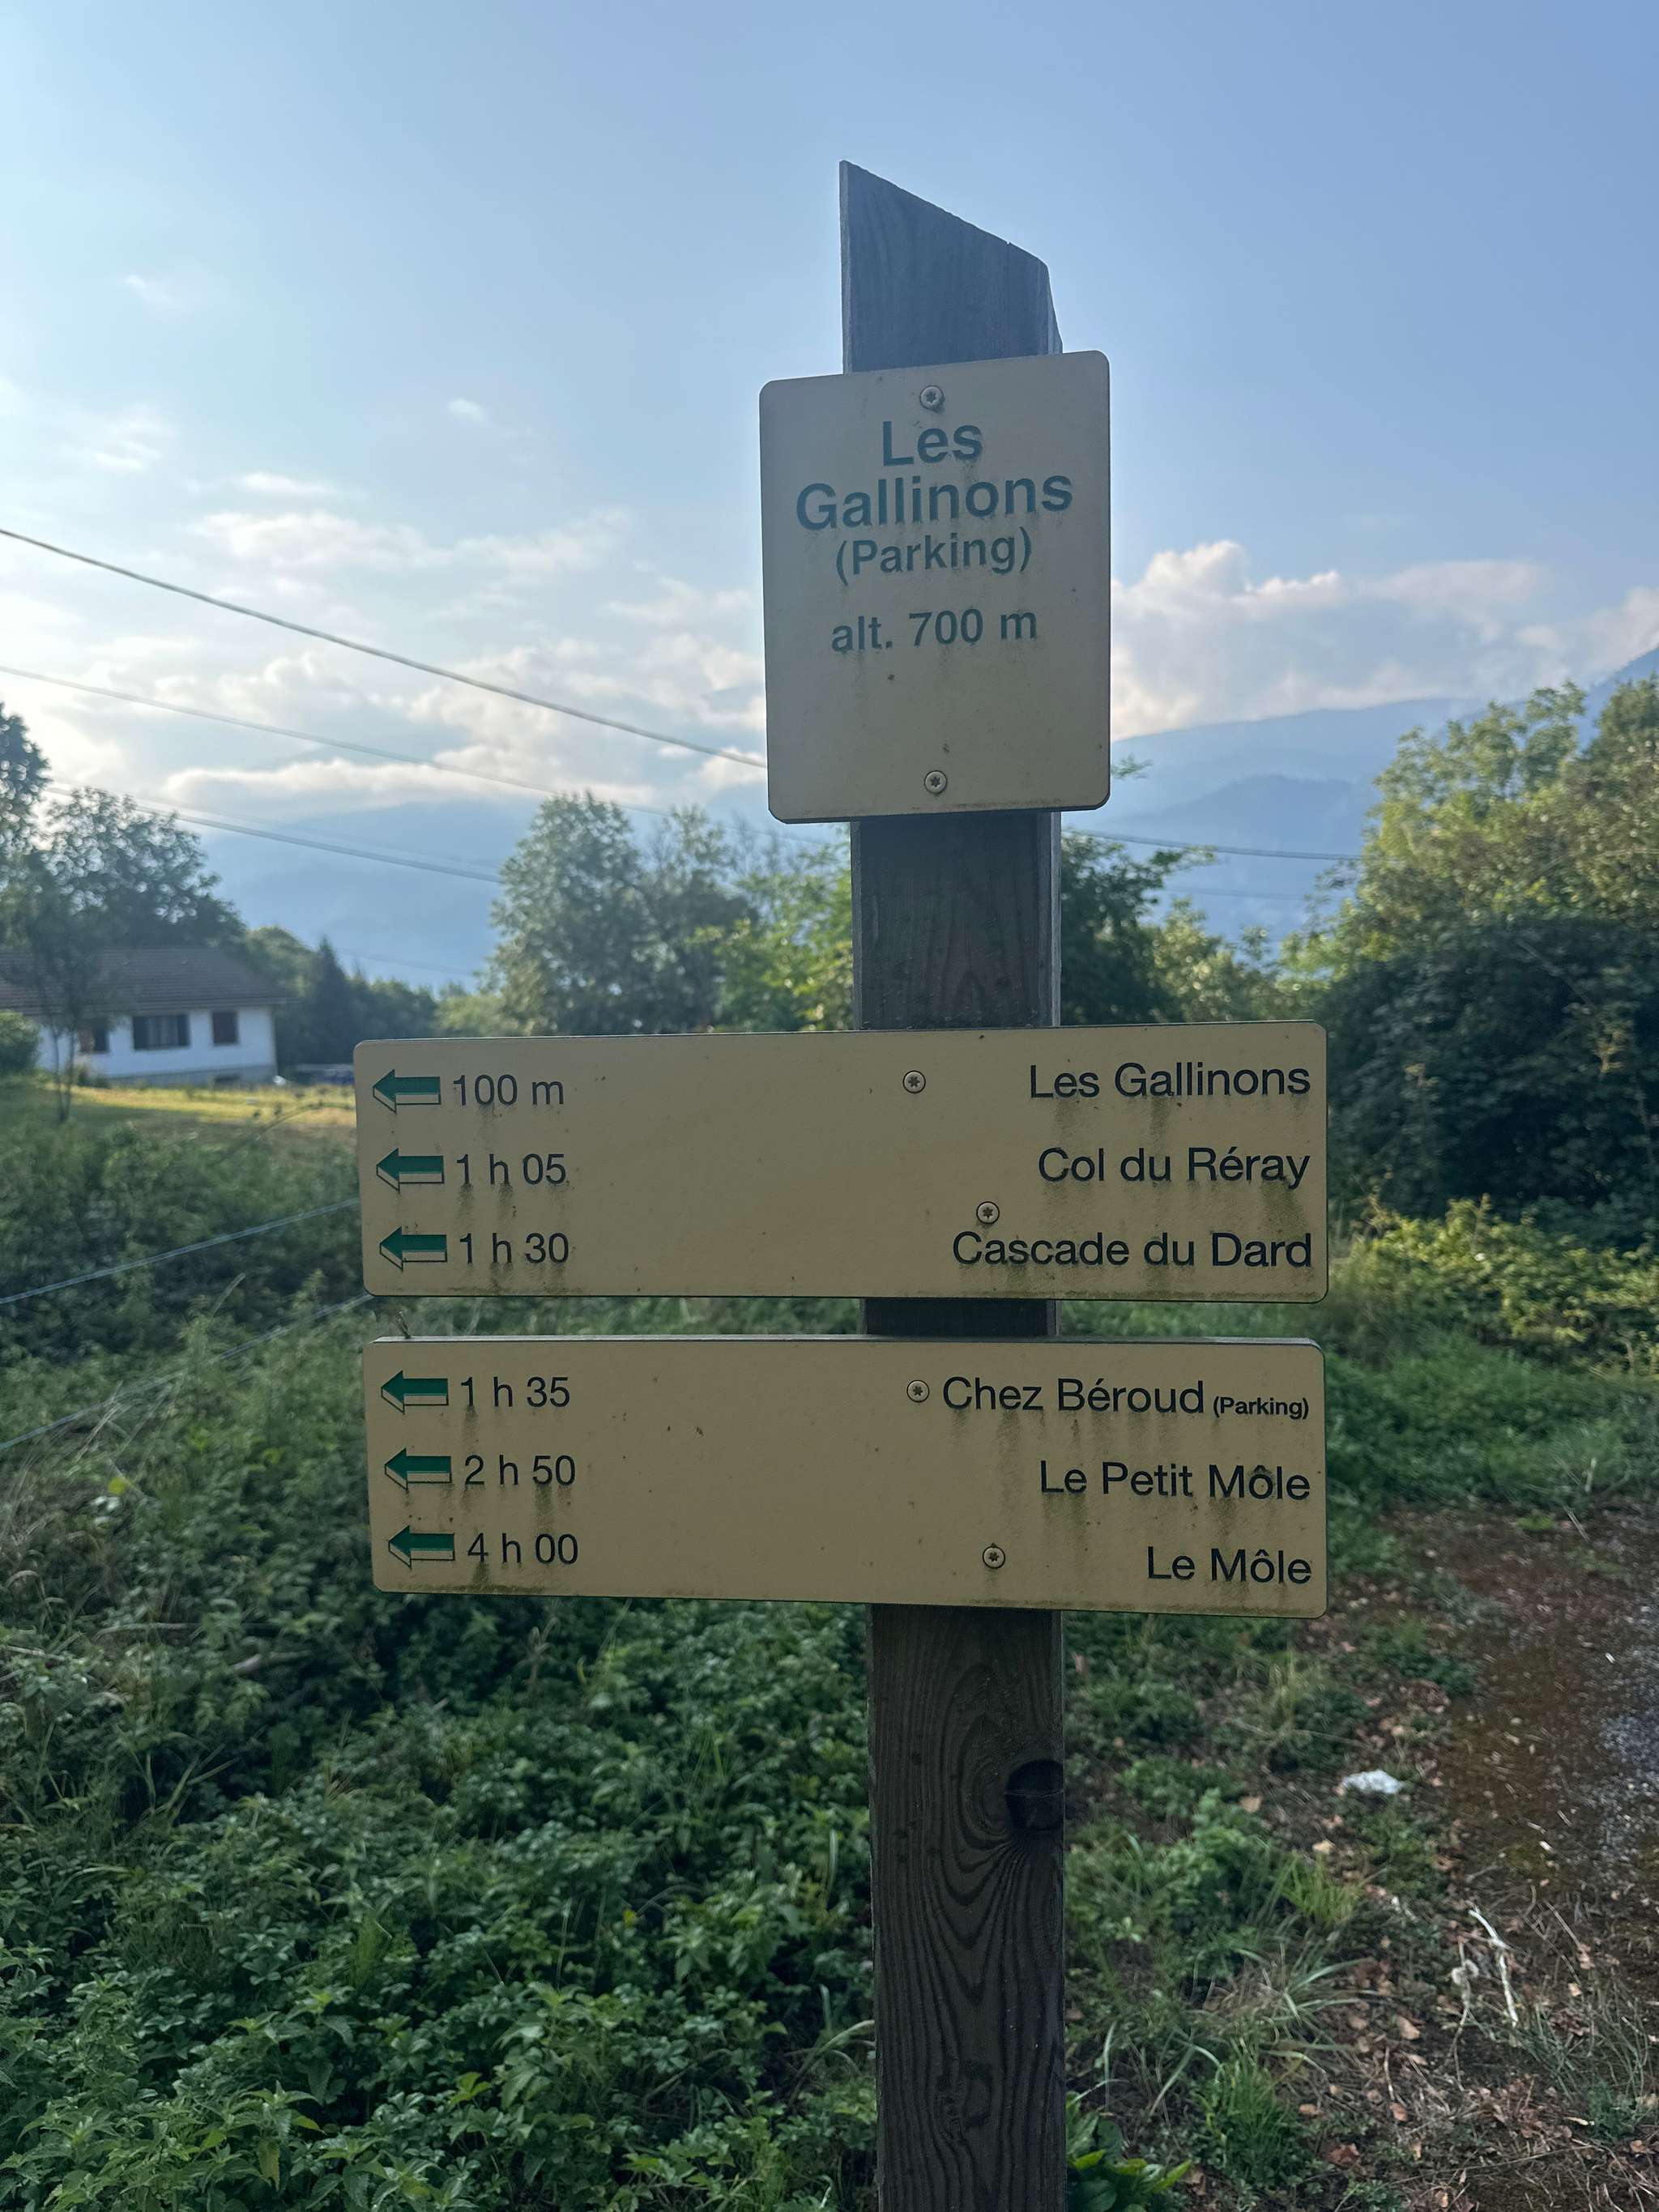 Les
Gallinons
(Parking)
alt. 700 m
100 m Les Gallinons
1 h 05 Col du Réray
1 h 30 Cascade du Dard
1 h 35 Chez Béroud (Parking)
2 h 50 Le Petit Môle
4 h 00 Le Môle